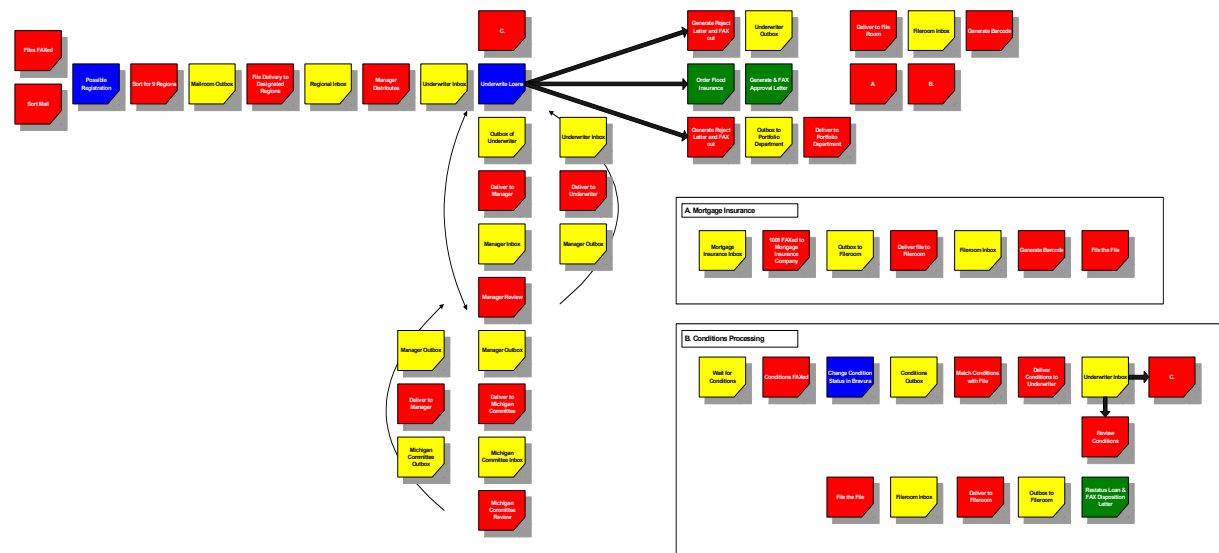 Files FAXed
Sort Mail
Possible
Registration
Sort for 9 Regions
Mailroom Outbox
File Delivery to
Designated
Regions
Regional Inbox
Manager
Distributes
Underwriter Inbox
C.
Underwrite Loans
Generate Reject
Letter and FAX
out
Underwriter
Outbox
Deliver to File
Room
Fileroom Inbox
Generate Barcode
Order Flood
Insurance
Generate & FAX
Approval Letter
A.
B.
Generate Reject
Letter and FAX
out
Outbox to
Portfolio
Department
Deliver to
Portfolio
Department
Outbox of
Underwriter
Underwriter Inbox
Deliver to
Manager
Deliver to
Underwriter
Manager Inbox
Manager Outbox
Manager Review
Manager Outbox
Manager Outbox
Deliver to
Manager
Deliver to
Michigan
Committee
Michigan
Committee
Outbox
Michigan
Committee Inbox
Michigan
Committee
Review
A. Mortgage Insurance
Mortgage
Insurance Inbox
1008 FAXed to
Mortgage
Insurance
Company
Outbox to
Fileroom
Deliver file to
Fileroom
Fileroom Inbox
Generate Barcode
File the File
B. Conditions Processing
Wait for
Conditions
Conditions FAXed
Change Condition
Status in Bravura
Conditions
Outbox
Match Conditions
with File
Deliver
Conditions to
Underwriter
Underwriter Inbox
C.
Review
Conditions
File the File
Fileroom Inbox
Deliver to
Fileroom
Outbox to
Fileroom
Restatus Loan &
FAX Disposition
Letter